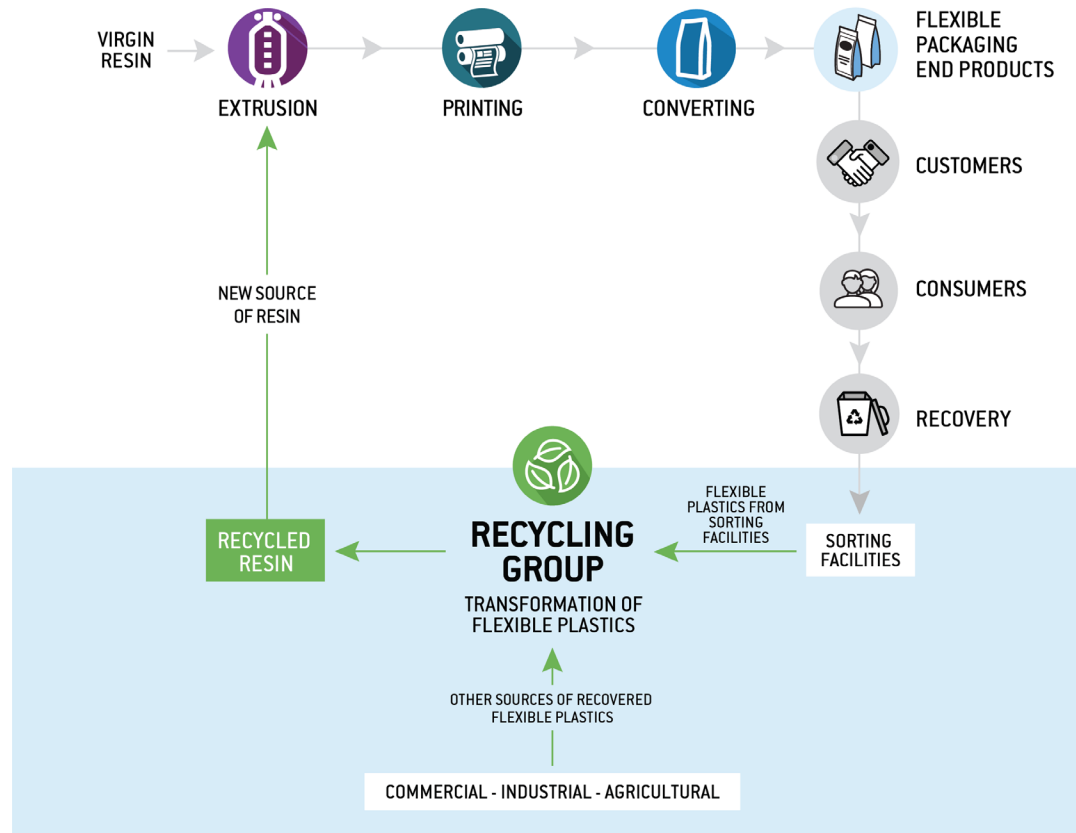 VIRGIN
RESIN
EXTRUSION
PRINTING
CONVERTING
FLEXIBLE
PACKAGING
END PRODUCTS
CUSTOMERS
CONSUMERS
RECOVERY
NEW SOURCE
OF RESIN
RECYCLED
RESIN
RECYCLING
GROUP
TRANSFORMATION OF
FLEXIBLE PLASTICS
FLEXIBLE
PLASTICS FROM
SORTING
FACILITIES
SORTING
FACILITIES
OTHER SOURCES OF RECOVERED
FLEXIBLE PLASTICS
COMMERCIAL - INDUSTRIAL - AGRICULTURAL